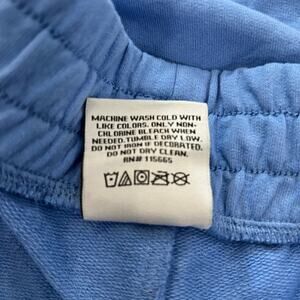 MACHINE WASH COLD WITH
LIKE COLORS. ONLY NON-
CHLORINE BLEACH WHEN
NEEDED. TUMBLE DRY LOW.
DO NOT IRON IF DECORATED.
DO NOT DRY CLEAN.
RN# 115665